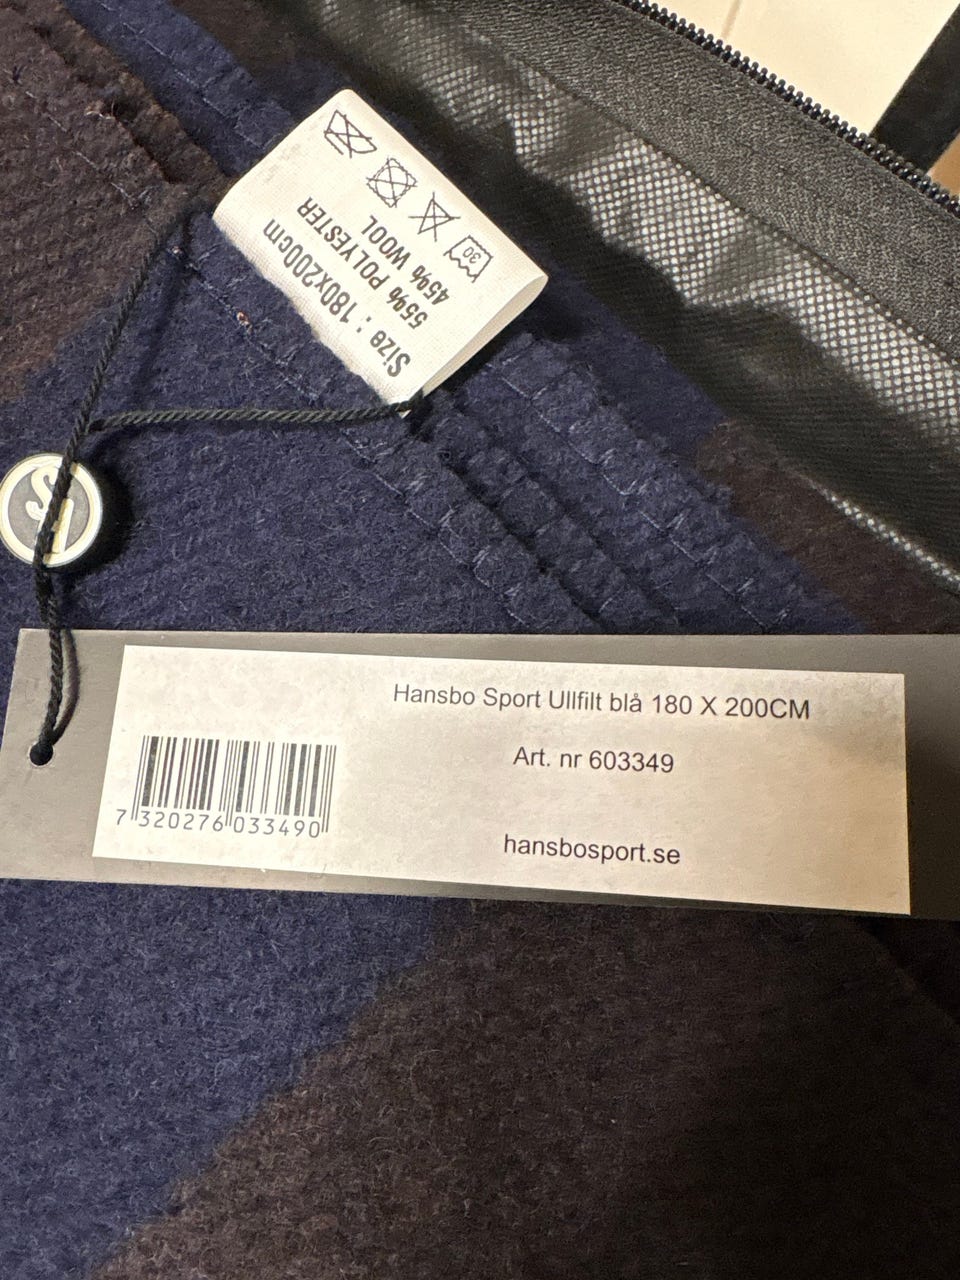 30
45% WOOL
55% POLYESTER
Size : 180x200cm
Hansbo Sport Ullfilt blå 180 X 200CM
Art. nr 603349
7 320276 033490
hansbosport.se